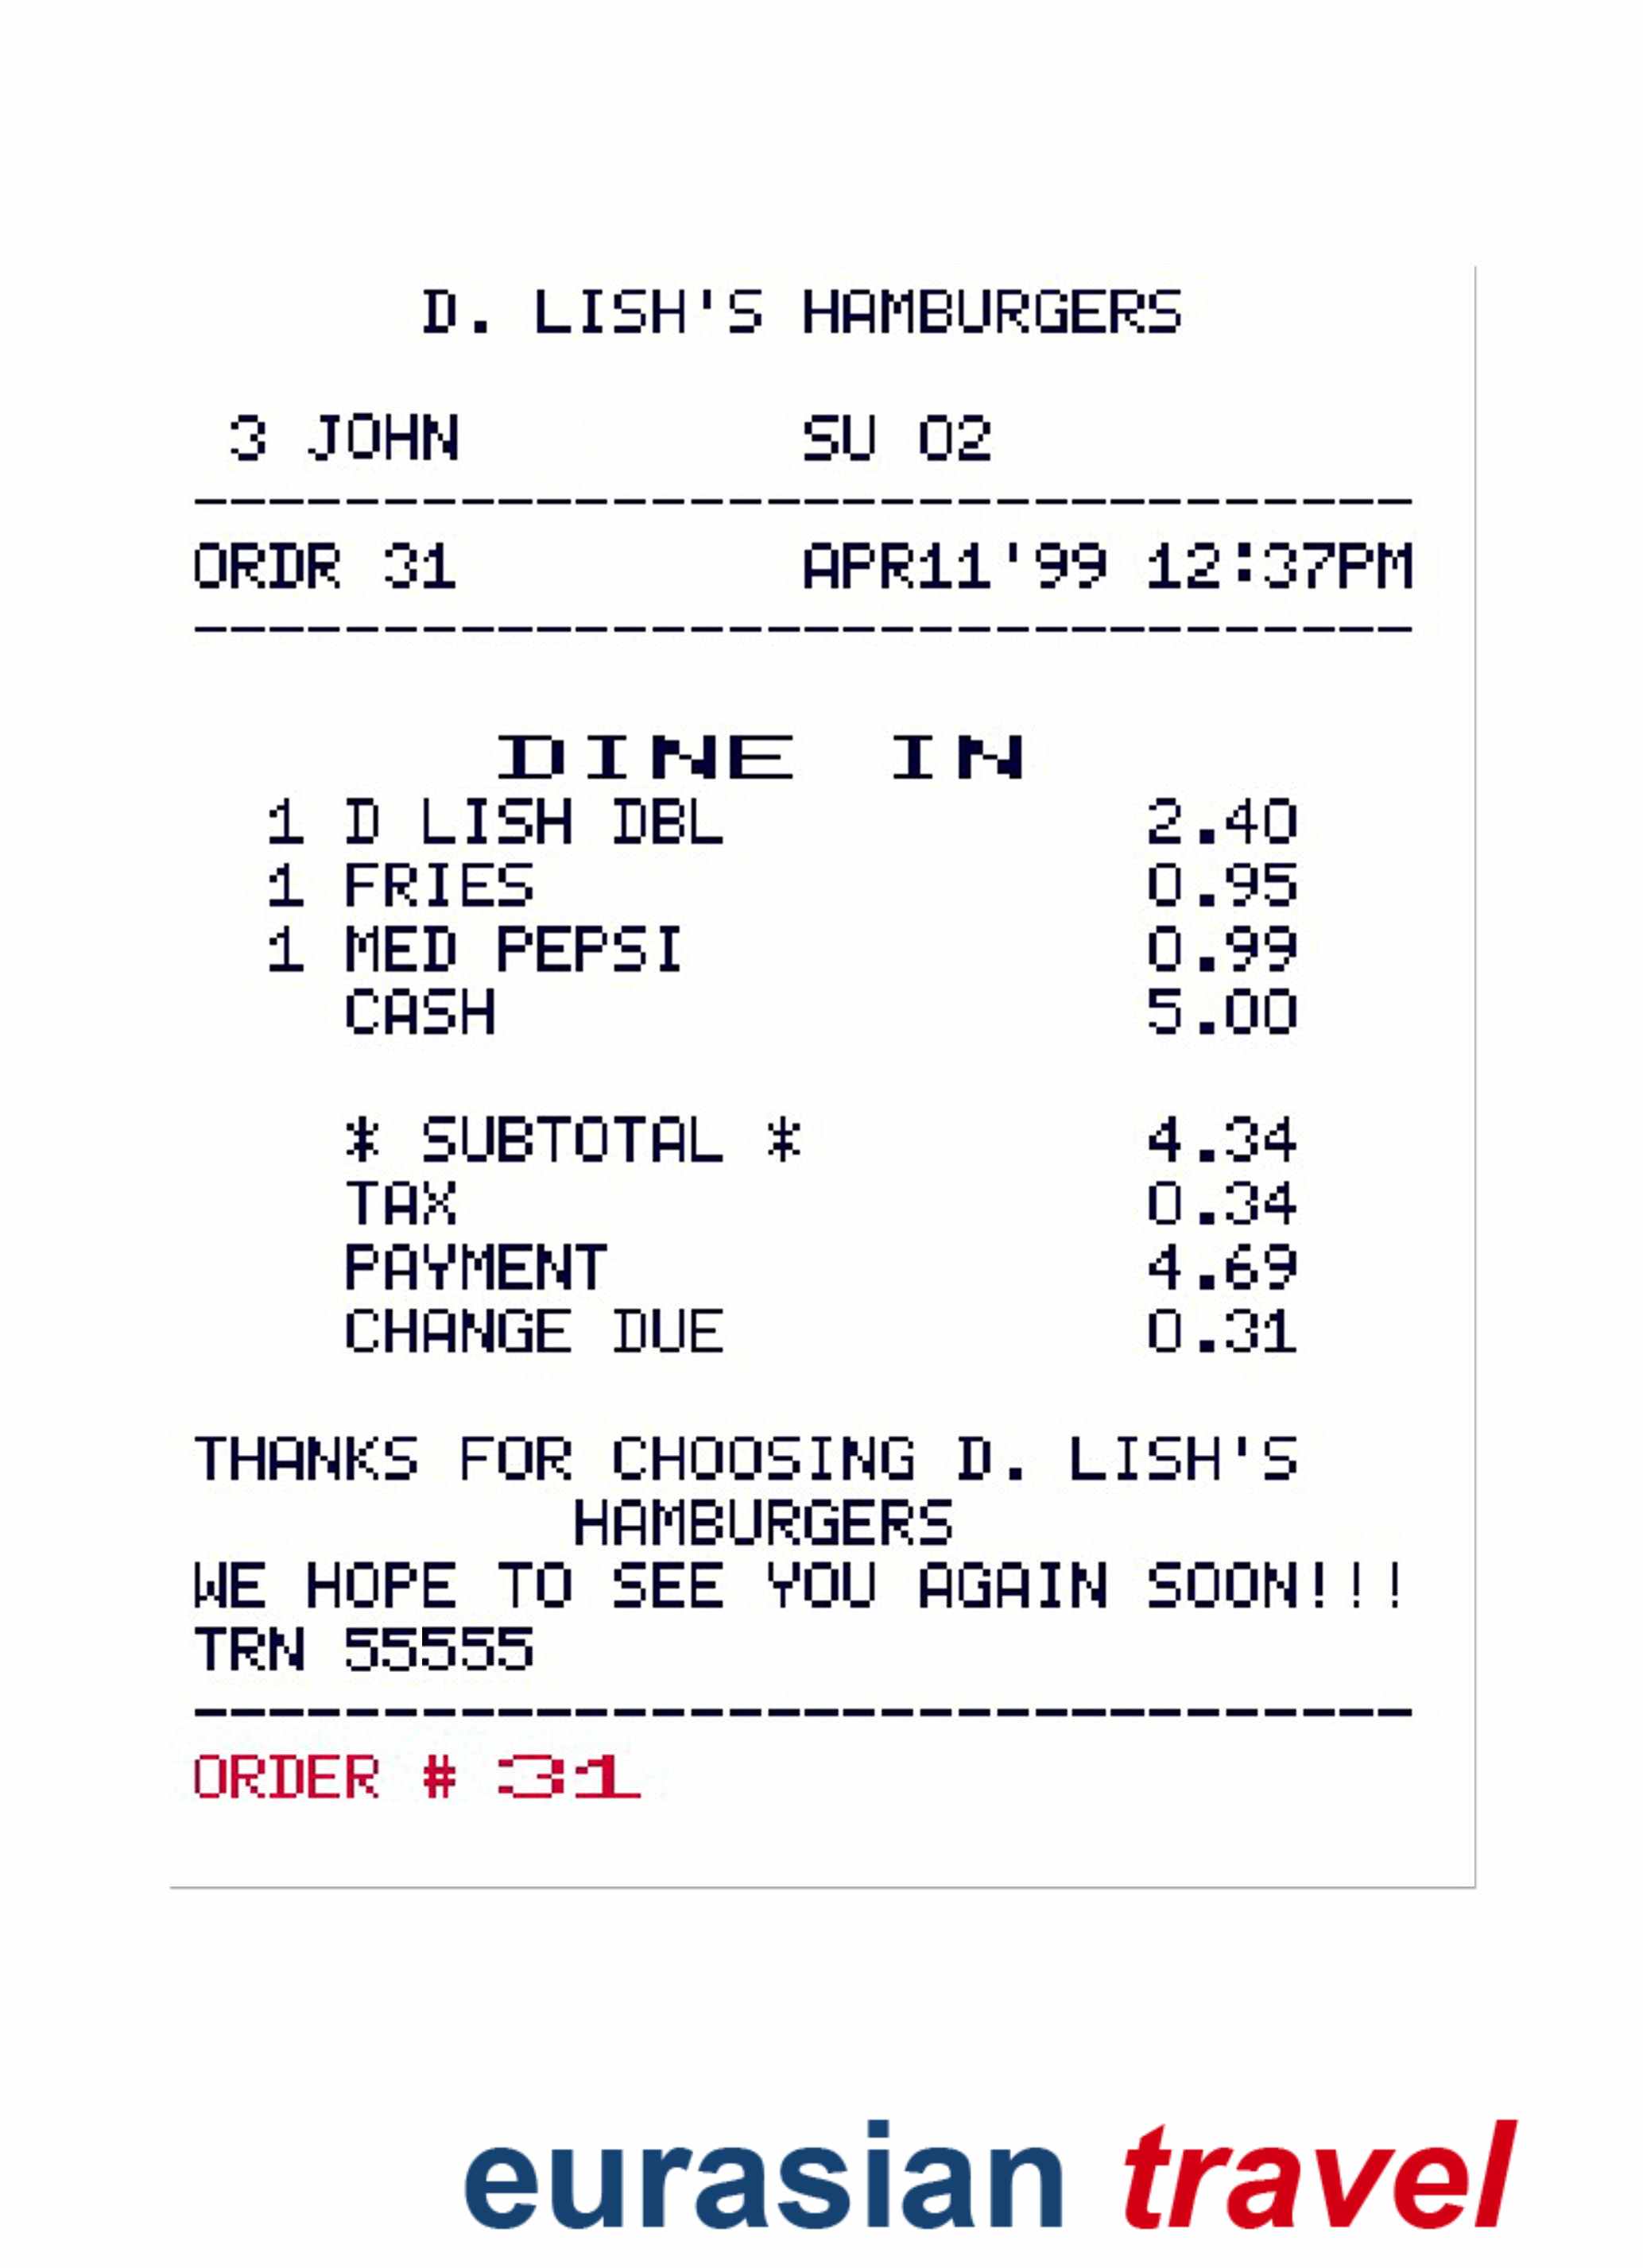 D. LISH'S HAMBURGERS
3 JOHN SU 02
--------------------------------
ORDR 31 APR11'99 12:37PM
--------------------------------
DINE IN
1 D LISH DBL 2.40
1 FRIES 0.95
1 MED PEPSI 0.99
CASH 5.00
* SUBTOTAL * 4.34
TAX 0.34
PAYMENT 4.69
CHANGE DUE 0.31
THANKS FOR CHOOSING D. LISH'S
HAMBURGERS
WE HOPE TO SEE YOU AGAIN SOON!!!
TRN 55555
--------------------------------
ORDER # 31
eurasian travel